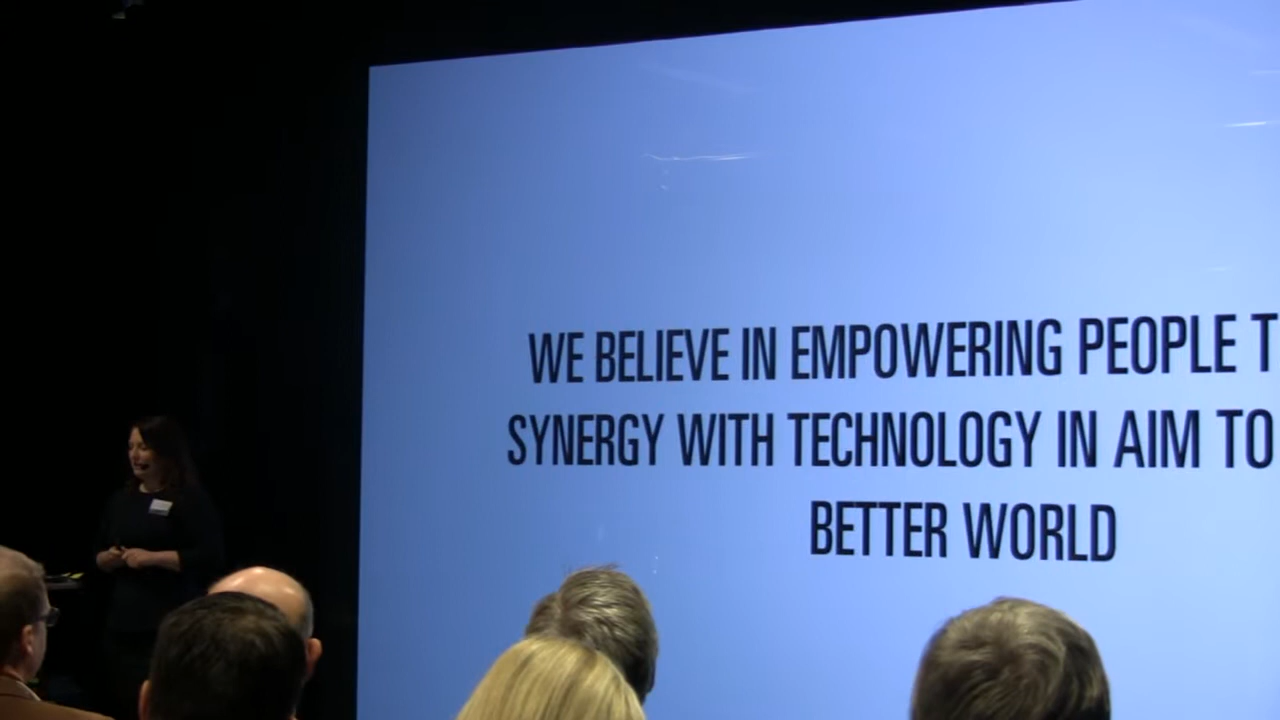 WE BELIEVE IN EMPOWERING PEOPLE
SYNERGY WITH TECHNOLOGY IN AIM TO
BETTER WORLD